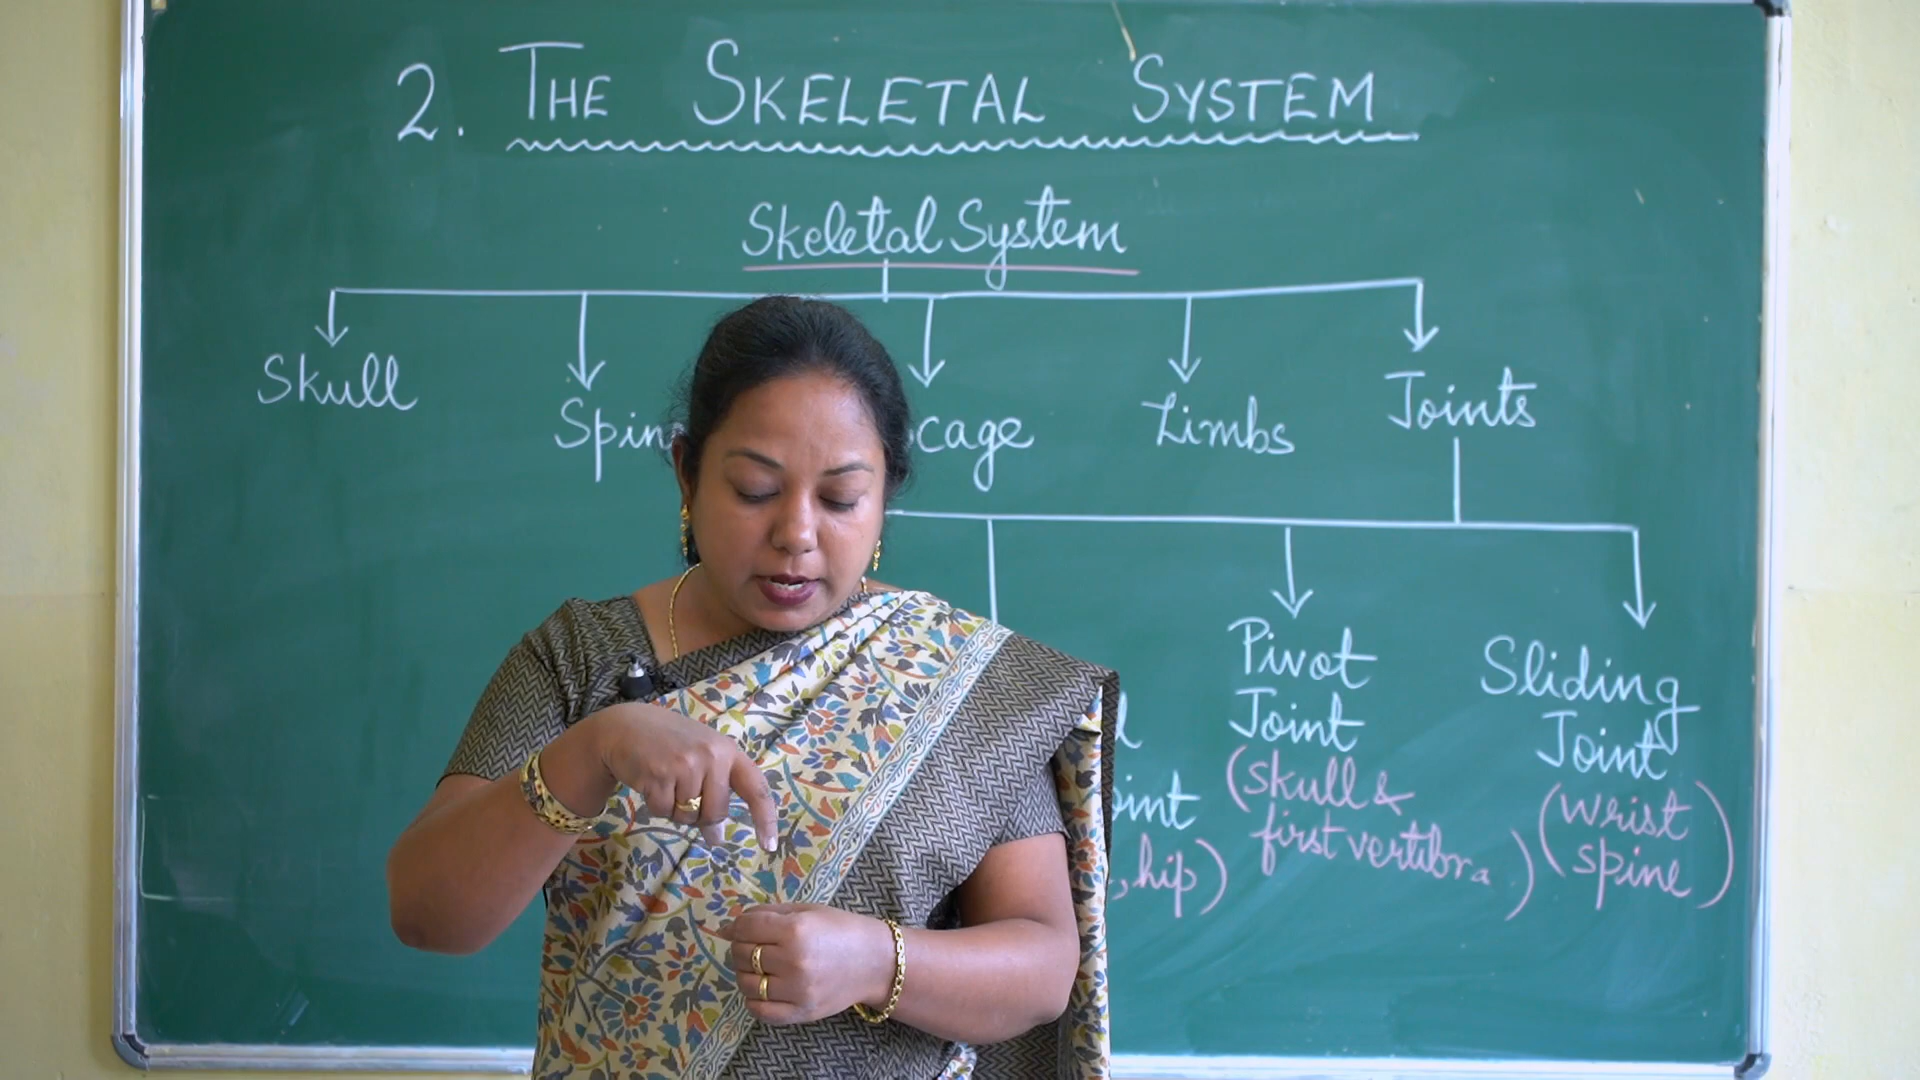 2. THE SKELETAL SYSTEM
Skeletal System
Skull
cage
Limbs
Joints
Pivot
Joint
(skull &
first vertibra)
Sliding
Joint
(wrist
spine)
, hip)